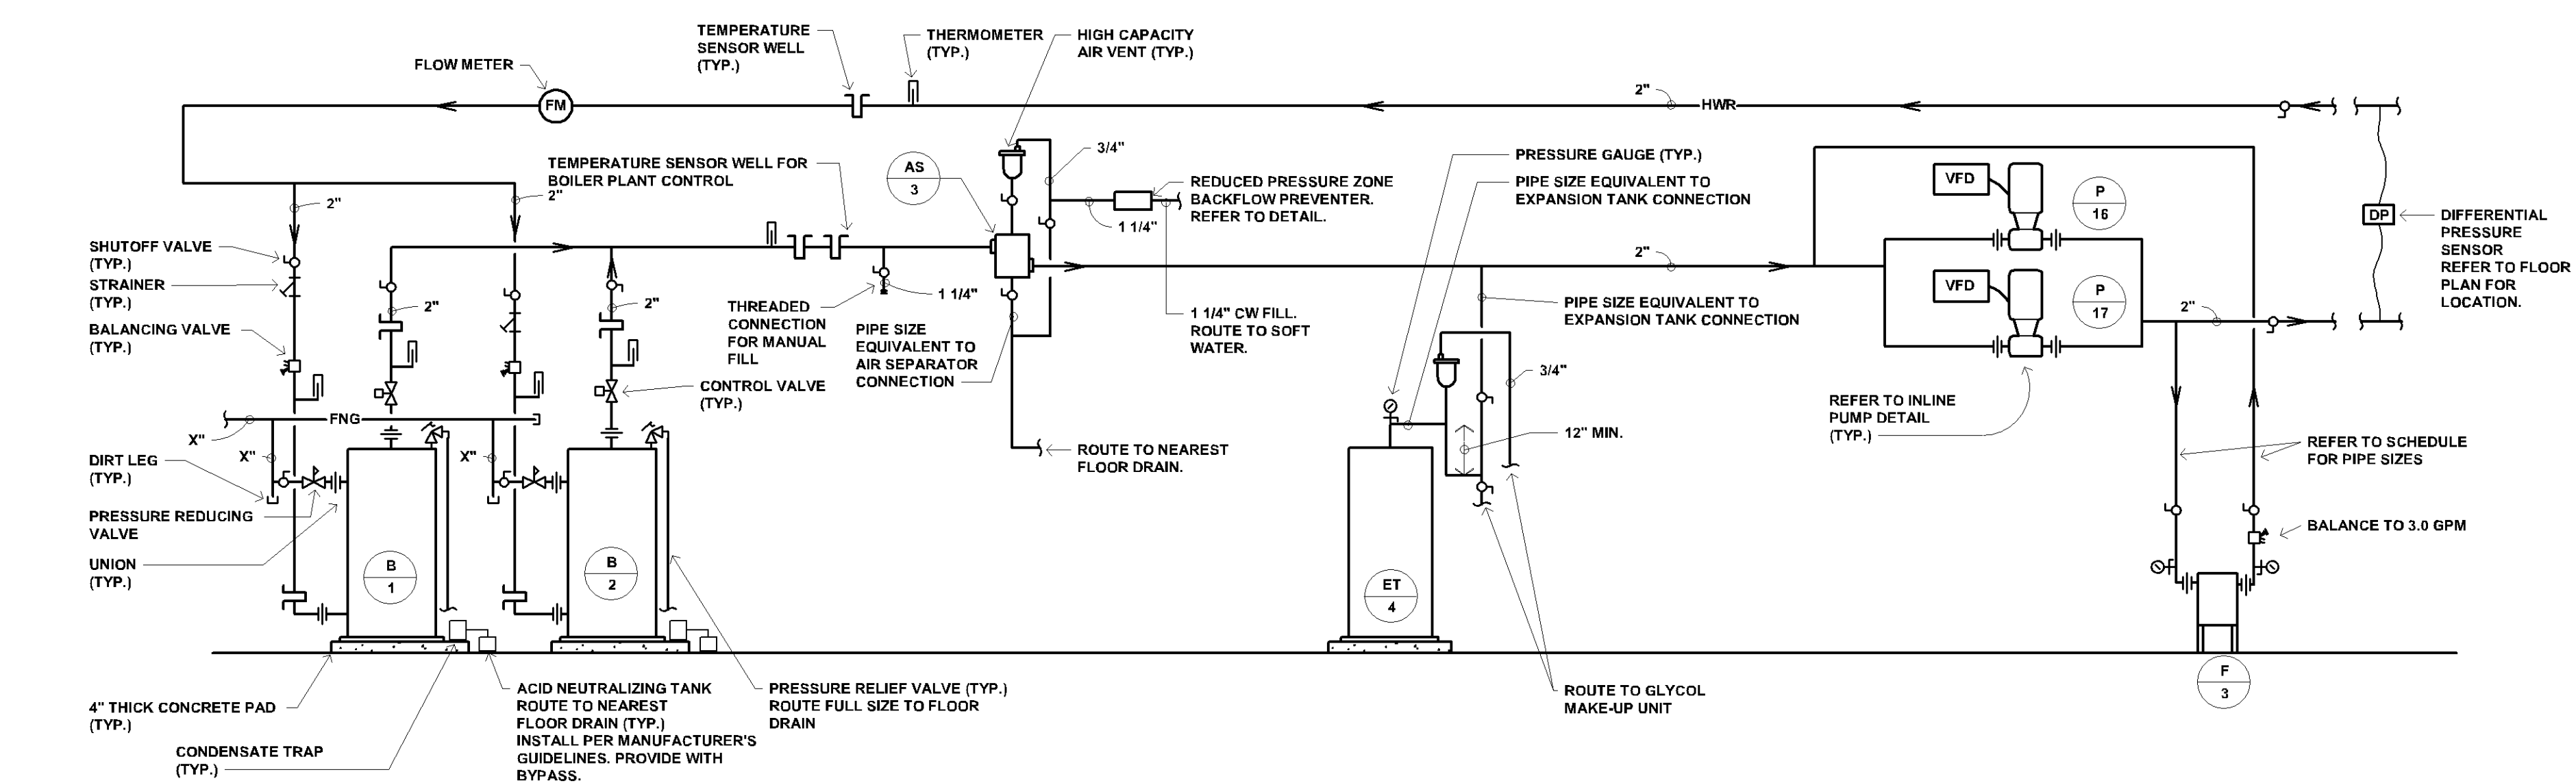 TEMPERATURE
SENSOR WELL
(TYP.)
THERMOMETER
(TYP.)
HIGH CAPACITY
AIR VENT (TYP.)
FLOW METER
FM
2"
HWR
TEMPERATURE SENSOR WELL FOR
BOILER PLANT CONTROL
AS
3
3/4"
REDUCED PRESSURE ZONE
BACKFLOW PREVENTER.
REFER TO DETAIL.
1 1/4"
PRESSURE GAUGE (TYP.)
PIPE SIZE EQUIVALENT TO
EXPANSION TANK CONNECTION
VFD
P
16
VFD
P
17
DP
DIFFERENTIAL
PRESSURE
SENSOR
REFER TO FLOOR
PLAN FOR
LOCATION.
2"
2"
SHUTOFF VALVE
(TYP.)
STRAINER
(TYP.)
BALANCING VALVE
(TYP.)
2"
2"
THREADED
CONNECTION
FOR MANUAL
FILL
1 1/4"
PIPE SIZE
EQUIVALENT TO
AIR SEPARATOR
CONNECTION
1 1/4" CW FILL.
ROUTE TO SOFT
WATER.
2"
PIPE SIZE EQUIVALENT TO
EXPANSION TANK CONNECTION
2"
CONTROL VALVE
(TYP.)
3/4"
12" MIN.
REFER TO INLINE
PUMP DETAIL
(TYP.)
FNG
X"
X"
X"
DIRT LEG
(TYP.)
PRESSURE REDUCING
VALVE
UNION
(TYP.)
ROUTE TO NEAREST
FLOOR DRAIN.
REFER TO SCHEDULE
FOR PIPE SIZES
BALANCE TO 3.0 GPM
B
1
B
2
ET
4
F
3
4" THICK CONCRETE PAD
(TYP.)
CONDENSATE TRAP
(TYP.)
ACID NEUTRALIZING TANK
ROUTE TO NEAREST
FLOOR DRAIN (TYP.)
INSTALL PER MANUFACTURER'S
GUIDELINES. PROVIDE WITH
BYPASS.
PRESSURE RELIEF VALVE (TYP.)
ROUTE FULL SIZE TO FLOOR
DRAIN
ROUTE TO GLYCOL
MAKE-UP UNIT